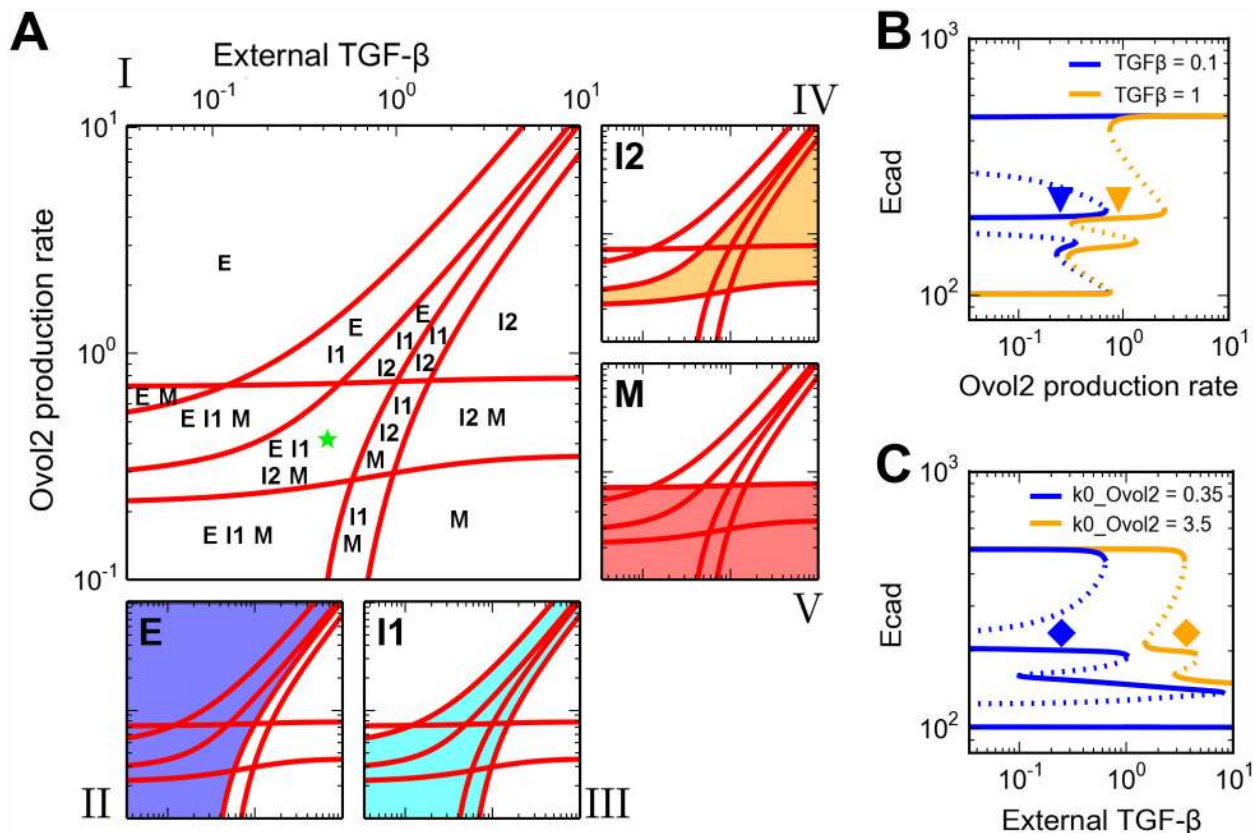 A
External TGF-β
I
10⁻¹ 10⁰ 10¹
10¹
10⁰
10⁻¹
Ovol2 production rate
E
E
I1
E
I1
I1
I2
I2
I2
E M
E I1 M
I1
I2
M
I2 M
E I1
I2 M
E I1 M
I1
M
M
IV
I2
M
V
E
II
I1
III
B
10³
TGFβ = 0.1
TGFβ = 1
Ecad
10²
10⁻¹ 10⁰ 10¹
Ovol2 production rate
C
10³
k0_Ovol2 = 0.35
k0_Ovol2 = 3.5
Ecad
10²
10⁻¹ 10⁰ 10¹
External TGF-β